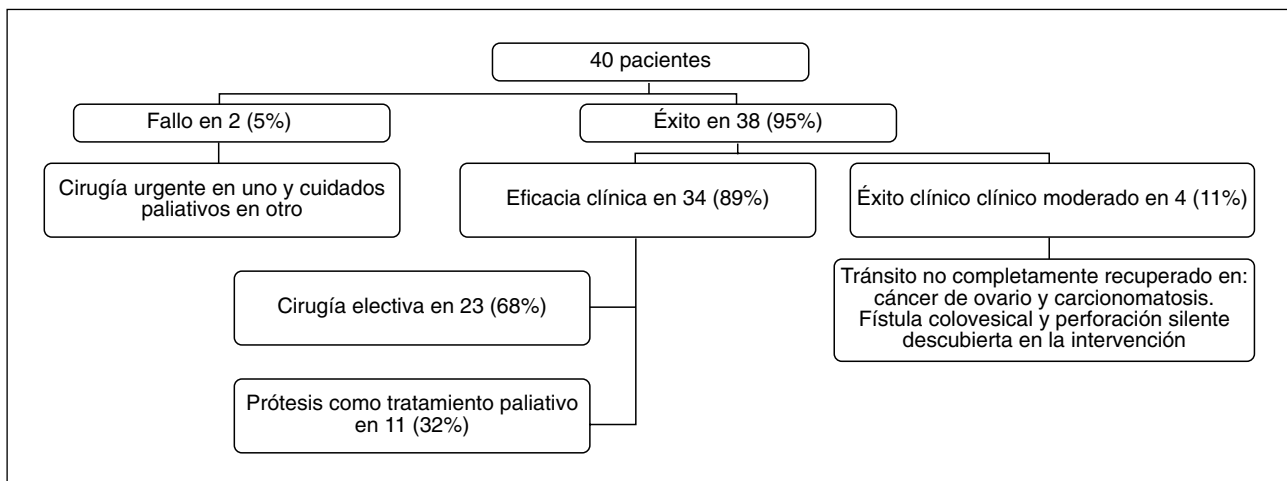 40 pacientes
Fallo en 2 (5%)
Éxito en 38 (95%)
Cirugía urgente en uno y cuidados
paliativos en otro
Eficacia clínica en 34 (89%)
Éxito clínico clínico moderado en 4 (11%)
Cirugía electiva en 23 (68%)
Tránsito no completamente recuperado en:
cáncer de ovario y carcionomatosis.
Fístula colovesical y perforación silente
descubierta en la intervención
Prótesis como tratamiento paliativo
en 11 (32%)